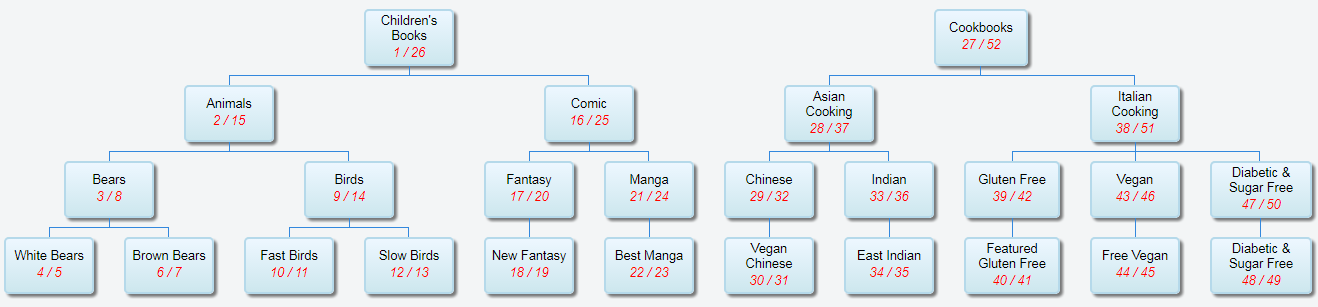 Children's
Books
1 / 26
Cookbooks
27 / 52
Animals
2 / 15
Comic
16 / 25
Asian
Cooking
28 / 37
Italian
Cooking
38 / 51
Bears
3 / 8
Birds
9 / 14
Fantasy
17 / 20
Manga
21 / 24
Chinese
29 / 32
Indian
33 / 36
Gluten Free
39 / 42
Vegan
43 / 46
Diabetic &
Sugar Free
47 / 50
White Bears
4 / 5
Brown Bears
6 / 7
Fast Birds
10 / 11
Slow Birds
12 / 13
New Fantasy
18 / 19
Best Manga
22 / 23
Vegan
Chinese
30 / 31
East Indian
34 / 35
Featured
Gluten Free
40 / 41
Free Vegan
44 / 45
Diabetic &
Sugar Free
48 / 49